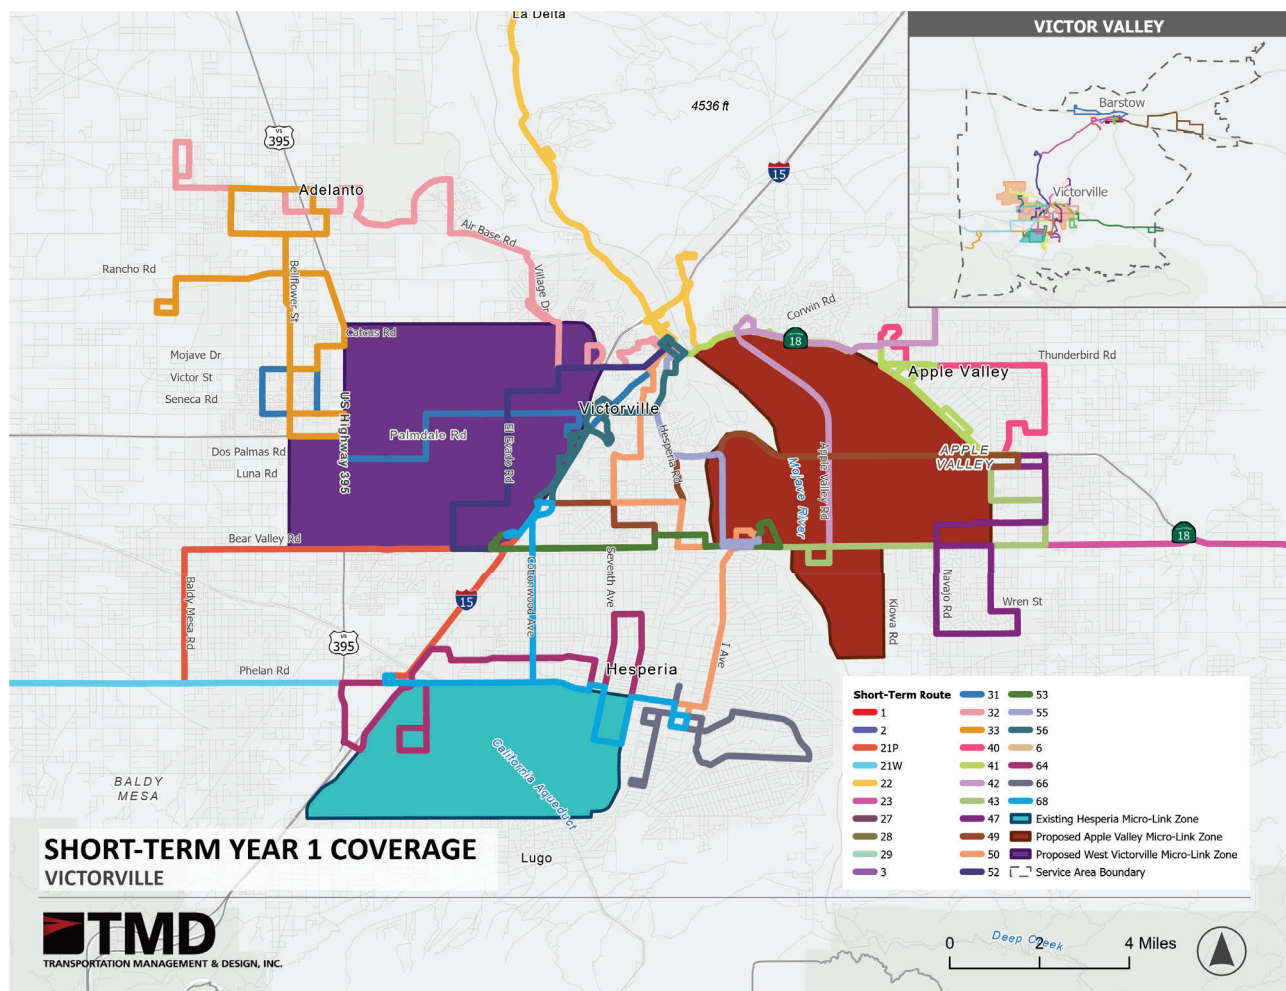 La Delta
VICTOR VALLEY
Barstow
Victorville
4536 ft
US
395
15
Adelanto
Air Base Rd
Rancho Rd
Bellflower St
Village Dr
Corwin Rd
18
Catcus Rd
Mojave Dr
Victor St
Seneca Rd
Thunderbird Rd
Apple Valley
Victorville
US Highway 395
Palmdale Rd
El Evado Rd
Hesperia Rd
Dos Palmas Rd
Luna Rd
Mojave River
Apple Valley Rd
APPLE
VALLEY
Bear Valley Rd
18
Baldy Mesa Rd
15
Cottonwood Ave
Seventh Ave
I Ave
Kiowa Rd
Navajo Rd
Wren St
US
395
Phelan Rd
Hesperia
California Aqueduct
BALDY
MESA
Lugo
Short-Term Route
1
2
21P
21W
22
23
27
28
29
3
31
32
33
40
41
42
43
47
49
50
52
53
55
56
6
64
66
68
Existing Hesperia Micro-Link Zone
Proposed Apple Valley Micro-Link Zone
Proposed West Victorville Micro-Link Zone
Service Area Boundary
SHORT-TERM YEAR 1 COVERAGE
VICTORVILLE
TMD
TRANSPORTATION MANAGEMENT & DESIGN, INC.
Deep Creek
0 2 4 Miles